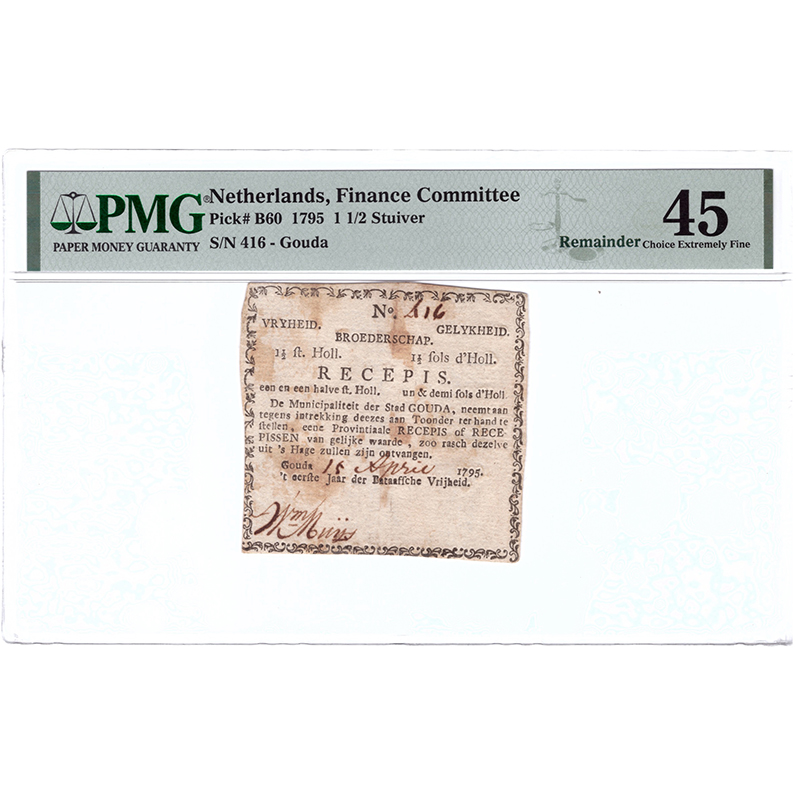 PMG®
PAPER MONEY GUARANTY
Netherlands, Finance Committee
Pick# B60 1795 1 1/2 Stuiver
S/N 416 - Gouda
45
Remainder Choice Extremely Fine
No. 416
VRYHEID. GELYKHEID.
BROEDERSCHAP.
1½ ſt. Holl. 1½ ſols d'Holl.
RECEPIS.
een en een halve ſt. Holl. un & demi ſols d'Holl.
De Municipaliteit der Stad GOUDA, neemt aan
tegens intrekking deezes aan Toonder ter hand te
ſtellen, eene Provintiaale RECEPIS of RECE-
PISSEN van gelijke waarde, zoo rasch dezelve
uit 's Hage zullen zijn ontvangen.
Gouda 15 April 1795.
't eerſte Jaar der Bataaffche Vrijheid.
Wm Muijs